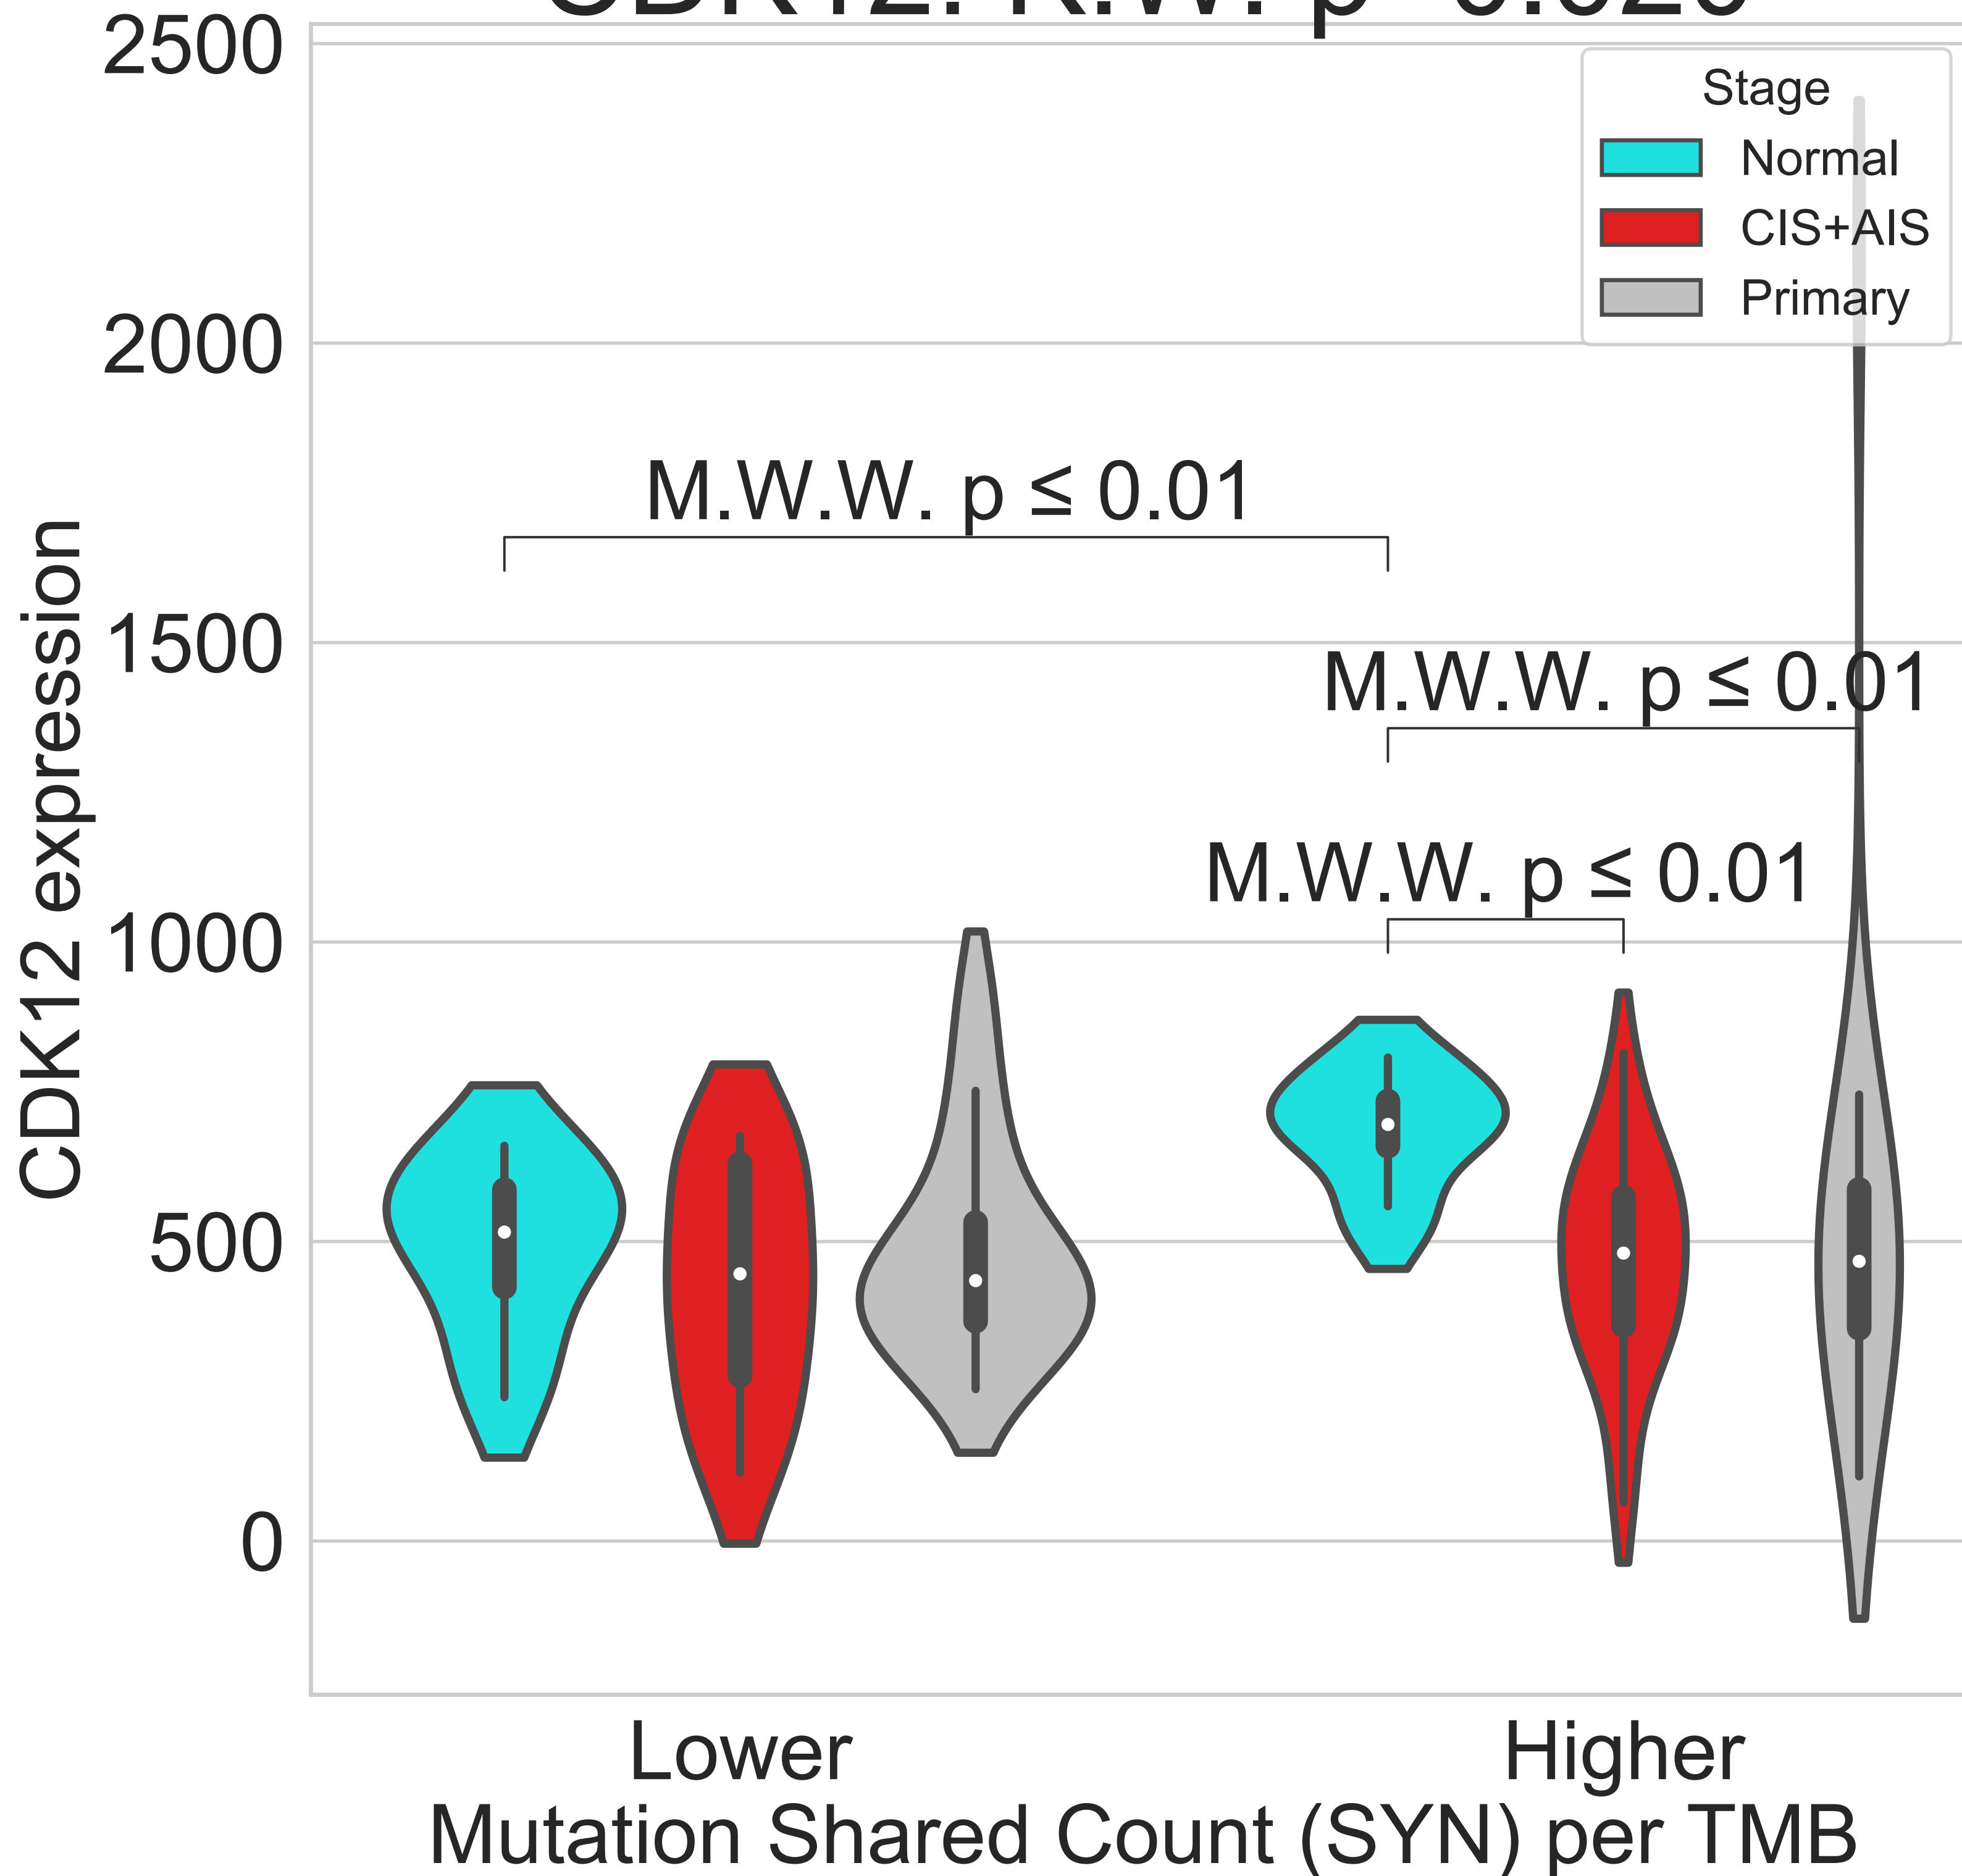 2500
2000
1500
1000
500
0
CDK12 expression
Stage
Normal
CIS+AIS
Primary
M.W.W. p ≤ 0.01
M.W.W. p ≤ 0.01
M.W.W. p ≤ 0.01
Lower
Higher
Mutation Shared Count (SYN) per TMB